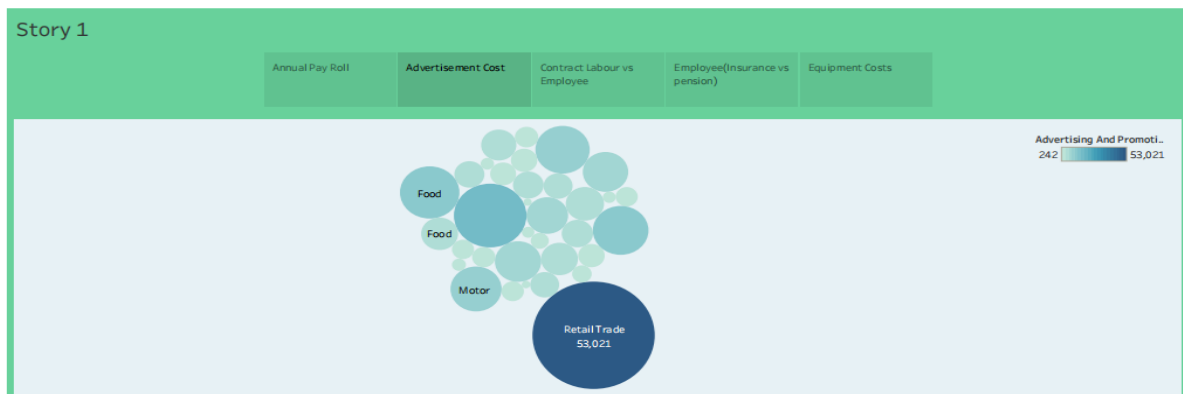 Story 1
Annual Pay Roll
Advertisement Cost
Contract Labour vs
Employee
Employee(Insurance vs
pension)
Equipment Costs
Advertising And Promoti..
242
53,021
Food
Food
Motor
Retail Trade
53,021